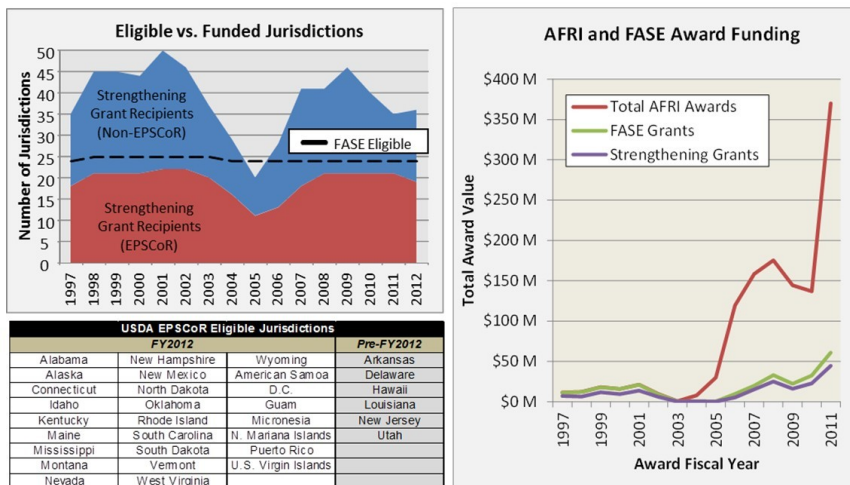 Eligible vs. Funded Jurisdictions
50
45
40
35
30
25
20
15
10
5
0
Number of Jurisdictions
Strengthening
Grant Recipients
(Non-EPSCoR)
FASE Eligible
Strengthening
Grant Recipients
(EPSCoR)
1997 1998 1999 2000 2001 2002 2003 2004 2005 2006 2007 2008 2009 2010 2011 2012
USDA EPSCoR Eligible Jurisdictions
FY2012 Pre-FY2012
Alabama New Hampshire Wyoming Arkansas
Alaska New Mexico American Samoa Delaware
Connecticut North Dakota D.C. Hawaii
Idaho Oklahoma Guam Louisiana
Kentucky Rhode Island Micronesia New Jersey
Maine South Carolina N. Mariana Islands Utah
Mississippi South Dakota Puerto Rico
Montana Vermont U.S. Virgin Islands
Nevada West Virginia
AFRI and FASE Award Funding
$400 M
$350 M
$300 M
$250 M
$200 M
$150 M
$100 M
$50 M
$0 M
Total Award Value
Total AFRI Awards
FASE Grants
Strengthening Grants
1997 1999 2001 2003 2005 2007 2009 2011
Award Fiscal Year